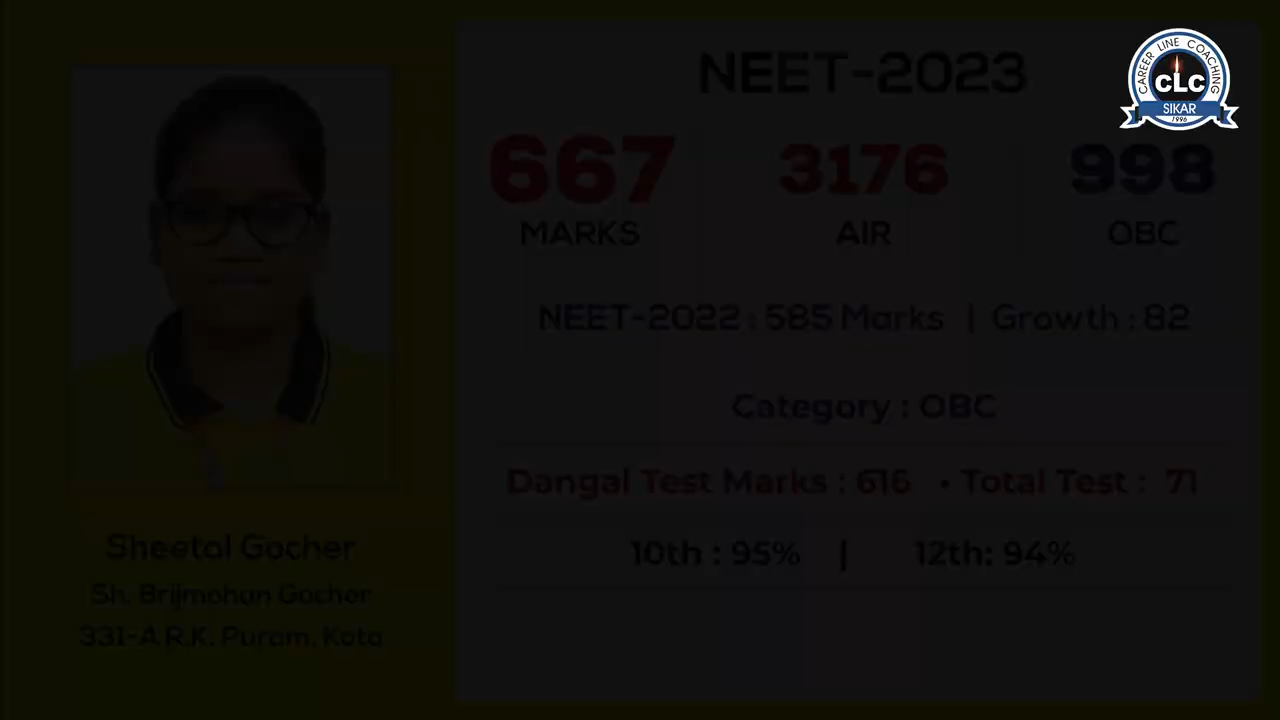 CAREER LINE COACHING
CLC
SIKAR
1996
NEET-2023
667
3176
998
MARKS
AIR
OBC
NEET-2022 : 585 Marks | Growth : 82
Category : OBC
Dangal Test Marks : 616 • Total Test : 71
10th : 95% | 12th: 94%
Sheetal Gocher
Sh. Brijmohan Gocher
331-A R.K. Puram, Kota